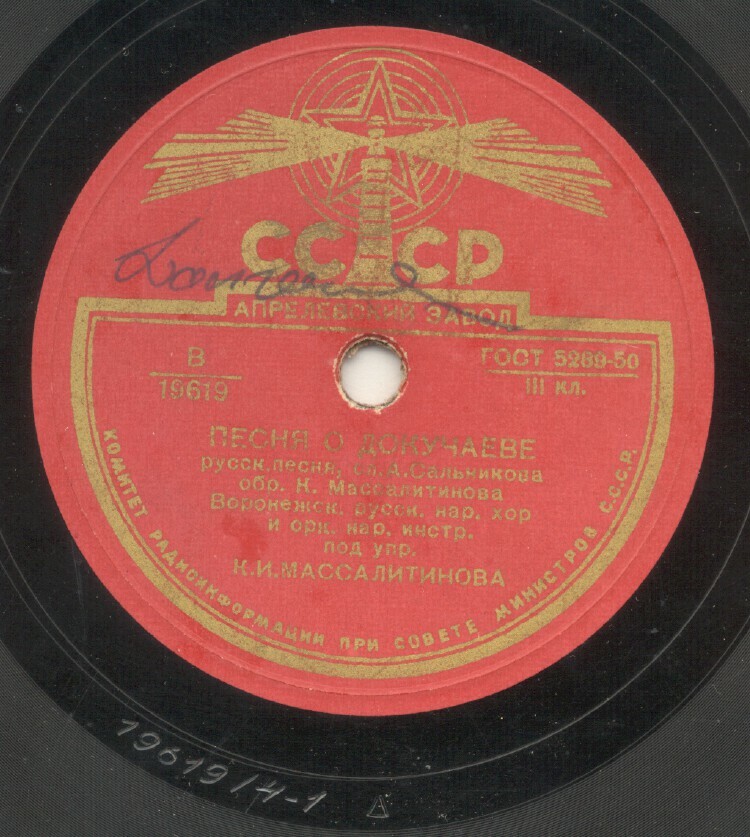 СССР
АПРЕЛЕВСКИЙ ЗАВОД
В
19619
ГОСТ 5289-50
III кл.
ПЕСНЯ О ДОКУЧАЕВЕ
русск. песня, сл. А. Сальникова
обр. К. Массалитинова
Воронежск. русск. нар. хор
и орк. нар. инстр.
под упр.
К.И.МАССАЛИТИНОВА
КОМИТЕТ РАДИОИНФОРМАЦИИ ПРИ СОВЕТЕ МИНИСТРОВ С.С.С.Р.
19619/4-1